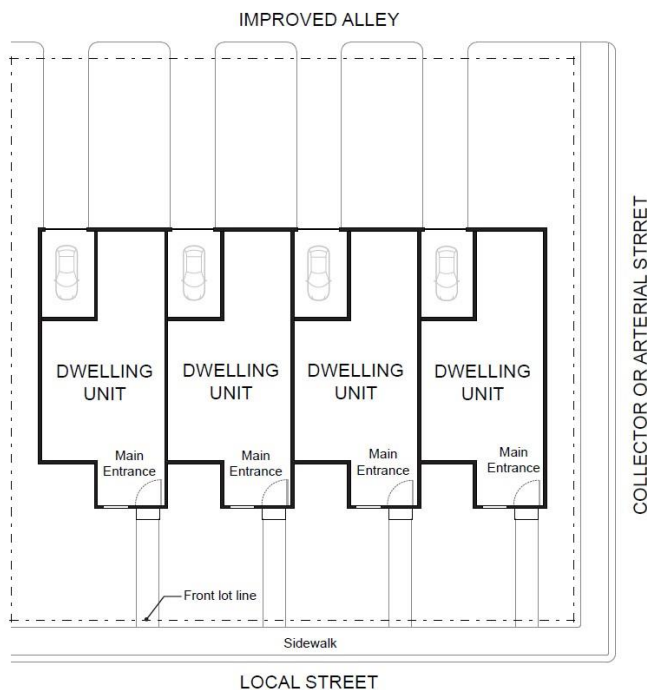 IMPROVED ALLEY
COLLECTOR OR ARTERIAL STRRET
DWELLING
UNIT
DWELLING
UNIT
DWELLING
UNIT
DWELLING
UNIT
Main
Entrance
Main
Entrance
Main
Entrance
Main
Entrance
Front lot line
Sidewalk
LOCAL STREET